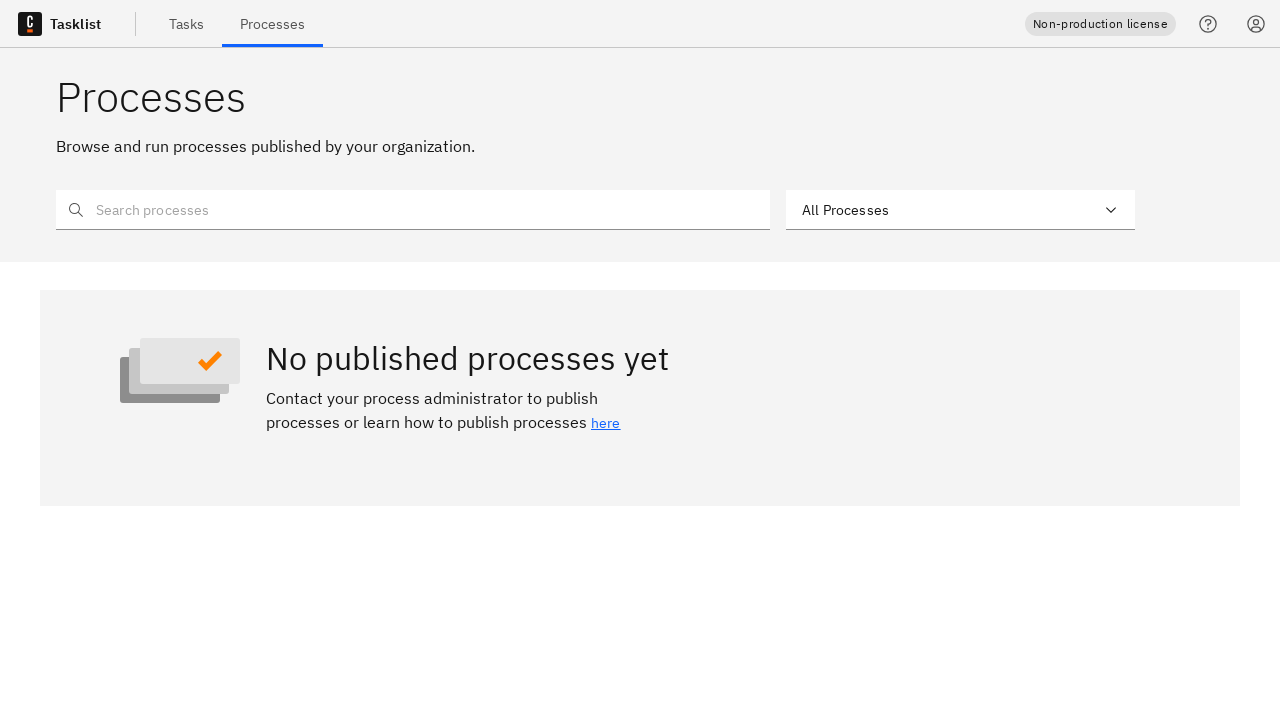 Tasklist
Tasks
Processes
Non-production license
Processes
Browse and run processes published by your organization.
Search processes
All Processes
No published processes yet
Contact your process administrator to publish
processes or learn how to publish processes here